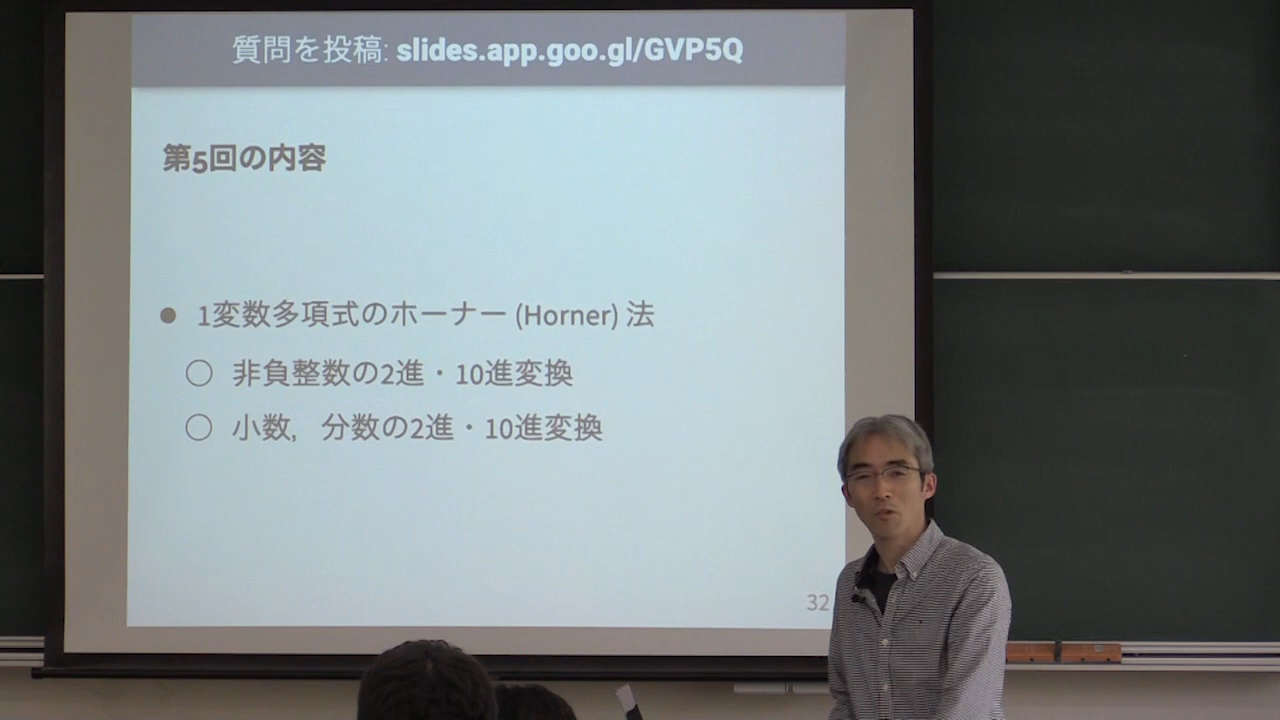 質問を投稿: slides.app.goo.gl/GVP5Q
第5回の内容
● 1変数多項式のホーナー (Horner) 法
○ 非負整数の2進・10進変換
○ 小数，分数の2進・10進変換
32